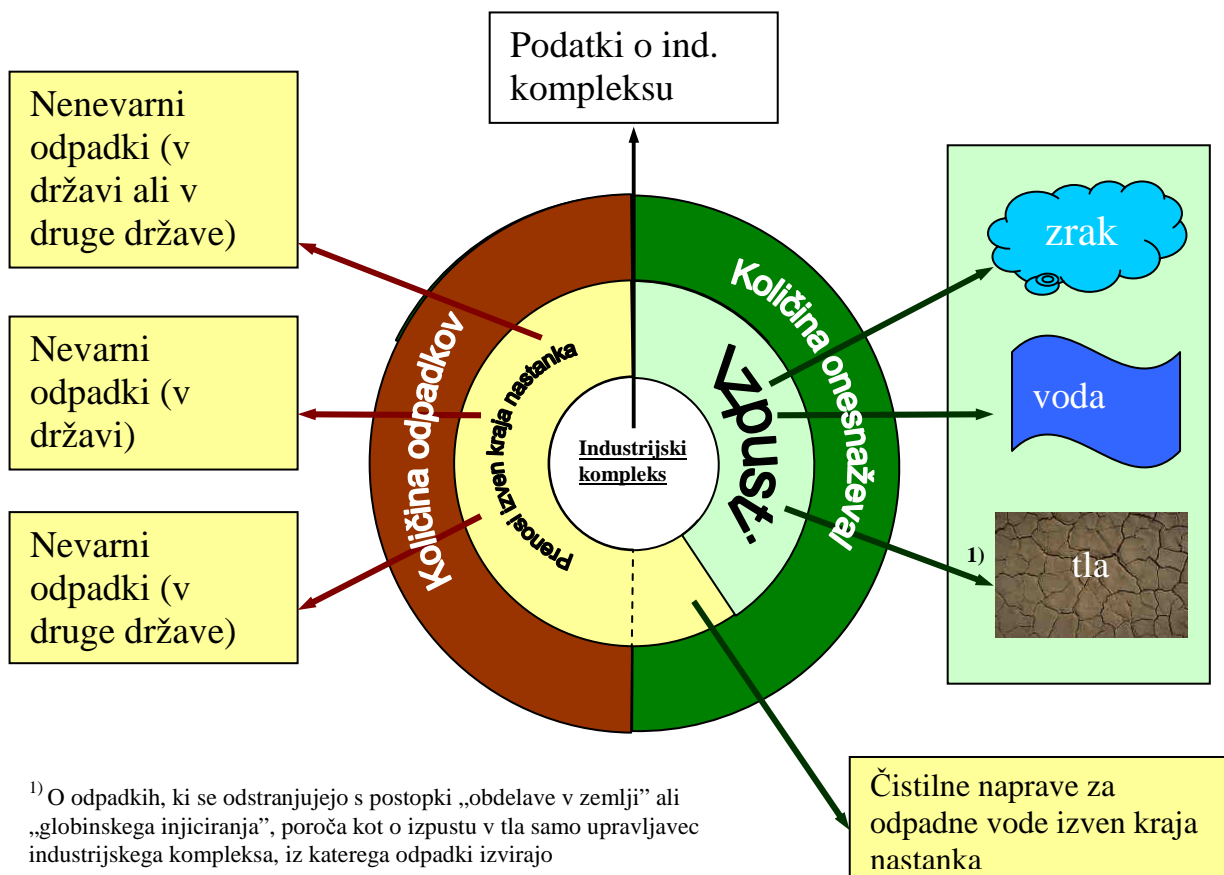 Podatki o ind.
kompleksu
Nenevarni
odpadki (v
državi ali v
druge države)
Nevarni
odpadki (v
državi)
Nevarni
odpadki (v
druge države)
Količina odpadkov
Prenosi izven kraja nastanka
Industrijski
kompleks
Izpusti
Količina onesnaževal
zrak
voda
1)
tla
Čistilne naprave za
odpadne vode izven kraja
nastanka
1) O odpadkih, ki se odstranjujejo s postopki „obdelave v zemlji” ali
„globinskega injiciranja”, poroča kot o izpustu v tla samo upravljavec
industrijskega kompleksa, iz katerega odpadki izvirajo